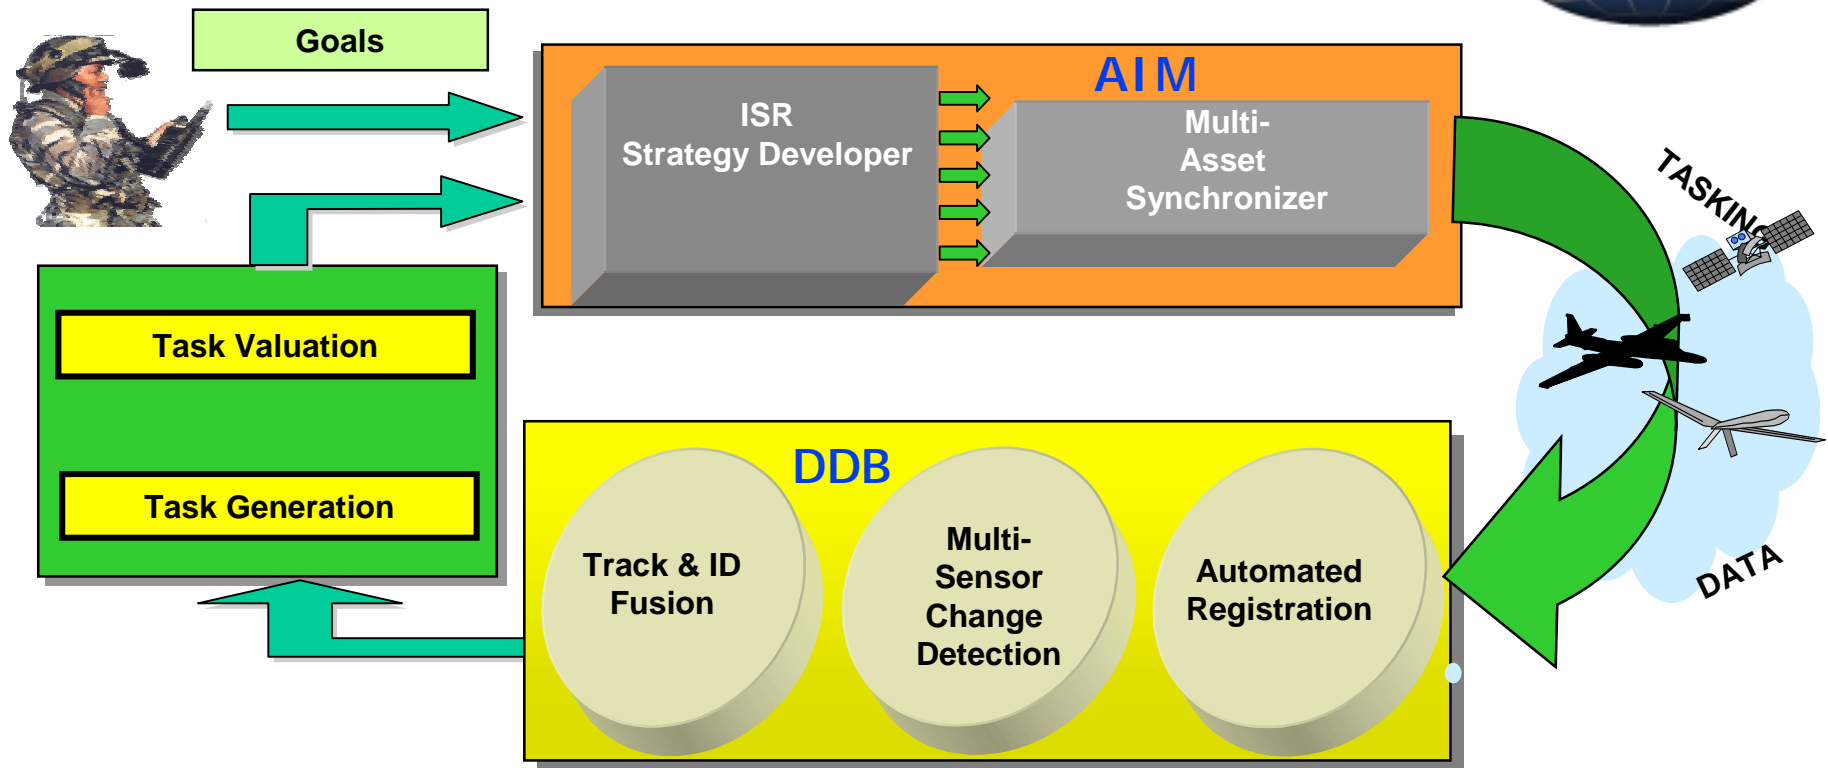 Goals
AIM
ISR
Strategy Developer
Multi-
Asset
Synchronizer
TASKING
Task Valuation
Task Generation
DDB
Track & ID
Fusion
Multi-
Sensor
Change
Detection
Automated
Registration
DATA